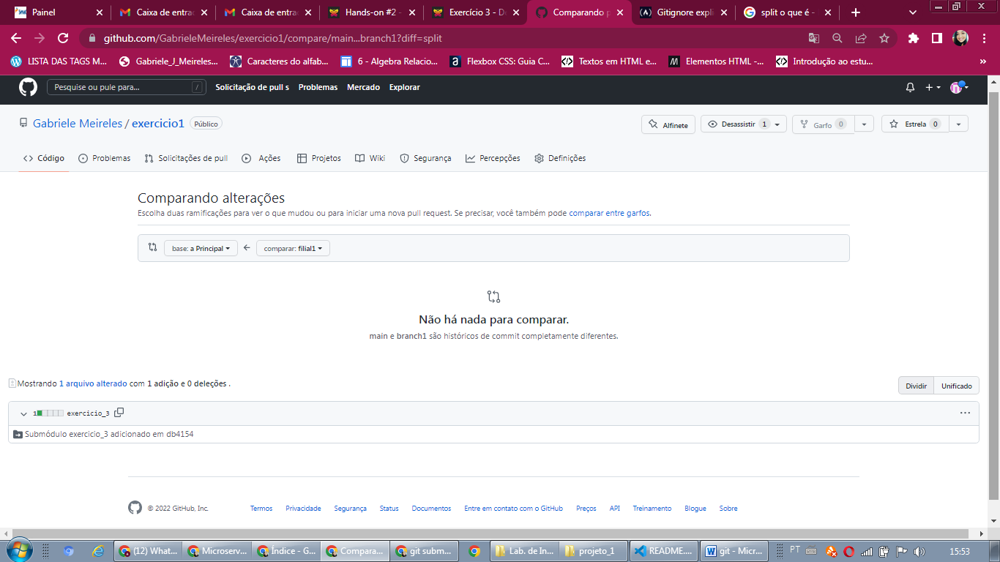 Painel
Caixa de entra
Caixa de entra
Hands-on #2 -
Exercício 3 - D
Comparando p
Gitignore expli
split o que é -
github.com/GabrieleMeireles/exercicio1/compare/main...branch1?diff=split
LISTA DAS TAGS M...
Gabriele_J_Meireles...
Caracteres do alfab...
6 - Algebra Relacio...
Flexbox CSS: Guia C...
Textos em HTML e...
Elementos HTML -...
Introdução ao estu...
»
Pesquise ou pule para...
/
Solicitação de pull s
Problemas
Mercado
Explorar
Gabriele Meireles / exercicio1
Público
Alfinete
Desassistir 1
Garfo 0
Estrela 0
Código
Problemas
Solicitações de pull
Ações
Projetos
Wiki
Segurança
Percepções
Definições
Comparando alterações
Escolha duas ramificações para ver o que mudou ou para iniciar uma nova pull request. Se precisar, você também pode comparar entre garfos.
base: a Principal
comparar: filial1
Não há nada para comparar.
main e branch1 são históricos de commit completamente diferentes.
Mostrando 1 arquivo alterado com 1 adição e 0 deleções .
Dividir
Unificado
1 exercicio_3
Submódulo exercicio_3 adicionado em db4154
© 2022 GitHub, Inc.
Termos
Privacidade
Segurança
Status
Documentos
Entre em contato com o GitHub
Preços
API
Treinamento
Blogue
Sobre
(12) What...
Microserv...
Índice - G...
Compara...
git subm...
Lab. de In...
projeto_1
README....
git - Micr...
PT
15:53